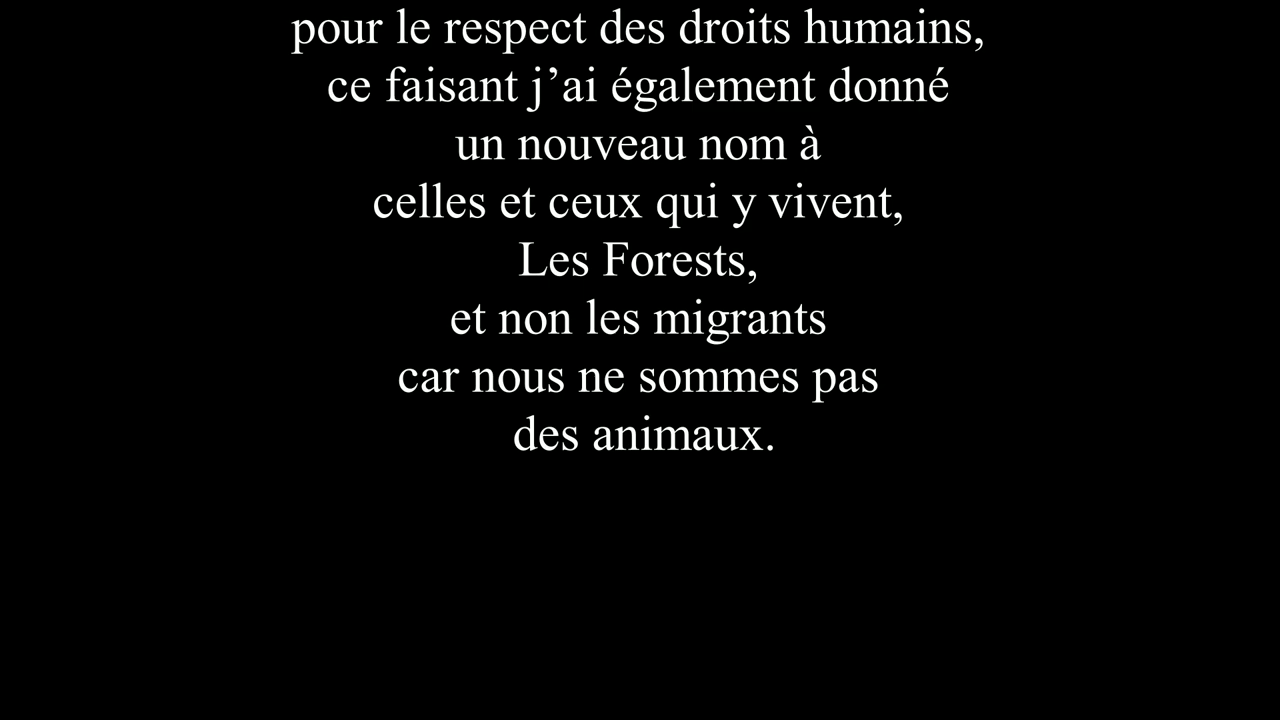 pour le respect des droits humains,
ce faisant j’ai également donné
un nouveau nom à
celles et ceux qui y vivent,
Les Forests,
et non les migrants
car nous ne sommes pas
des animaux.